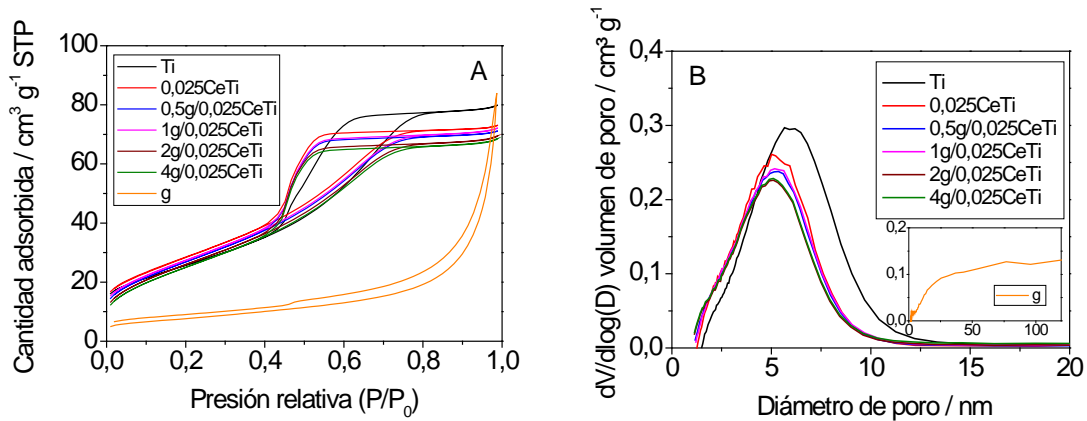 A
Cantidad adsorbida / cm³ g⁻¹ STP
100
80
60
40
20
0
Ti
0,025CeTi
0,5g/0,025CeTi
1g/0,025CeTi
2g/0,025CeTi
4g/0,025CeTi
g
0,0 0,2 0,4 0,6 0,8 1,0
Presión relativa (P/P₀)
B
dV/dlog(D) volumen de poro / cm³ g⁻¹
0,4
0,3
0,2
0,1
0,0
Ti
0,025CeTi
0,5g/0,025CeTi
1g/0,025CeTi
2g/0,025CeTi
4g/0,025CeTi
0,2
0,1
0,0
g
0 50 100
0 5 10 15 20
Diámetro de poro / nm